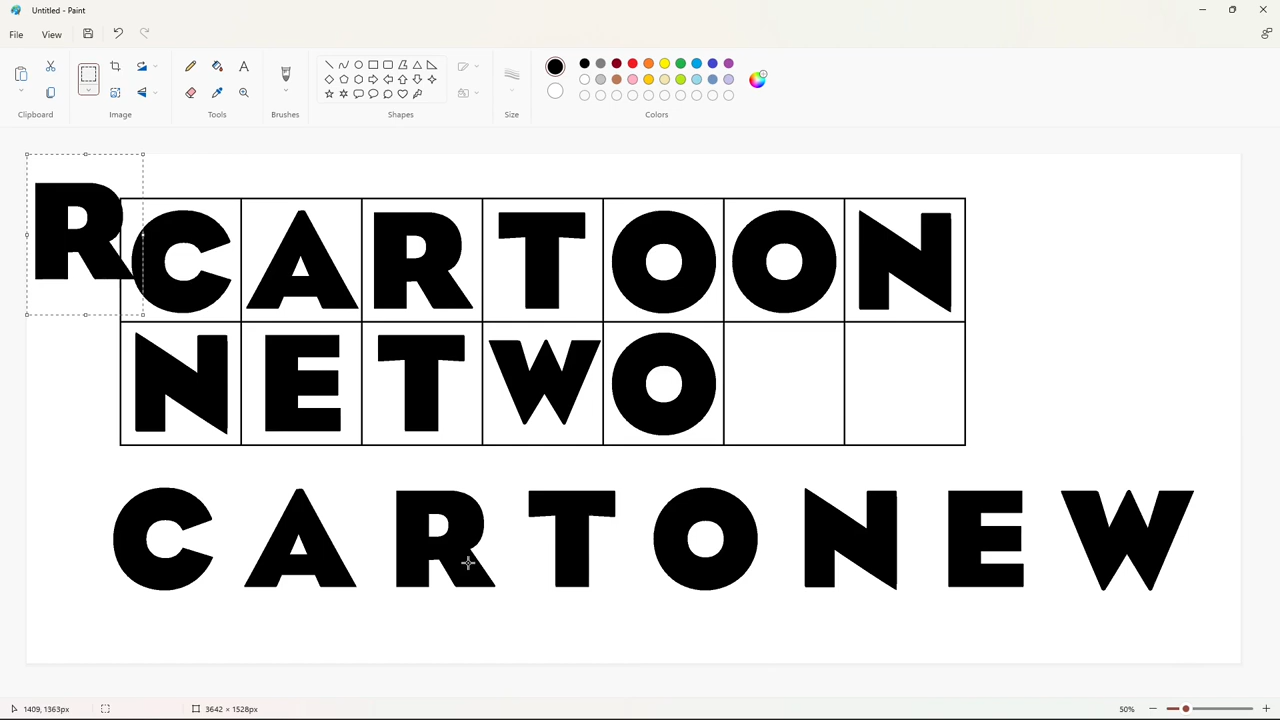 Untitled - Paint
File View
Clipboard Image Tools Brushes Shapes Size Colors
R
CARTOON
NETWO
CARTONEW
1409, 1363px 3642 × 1528px 50%